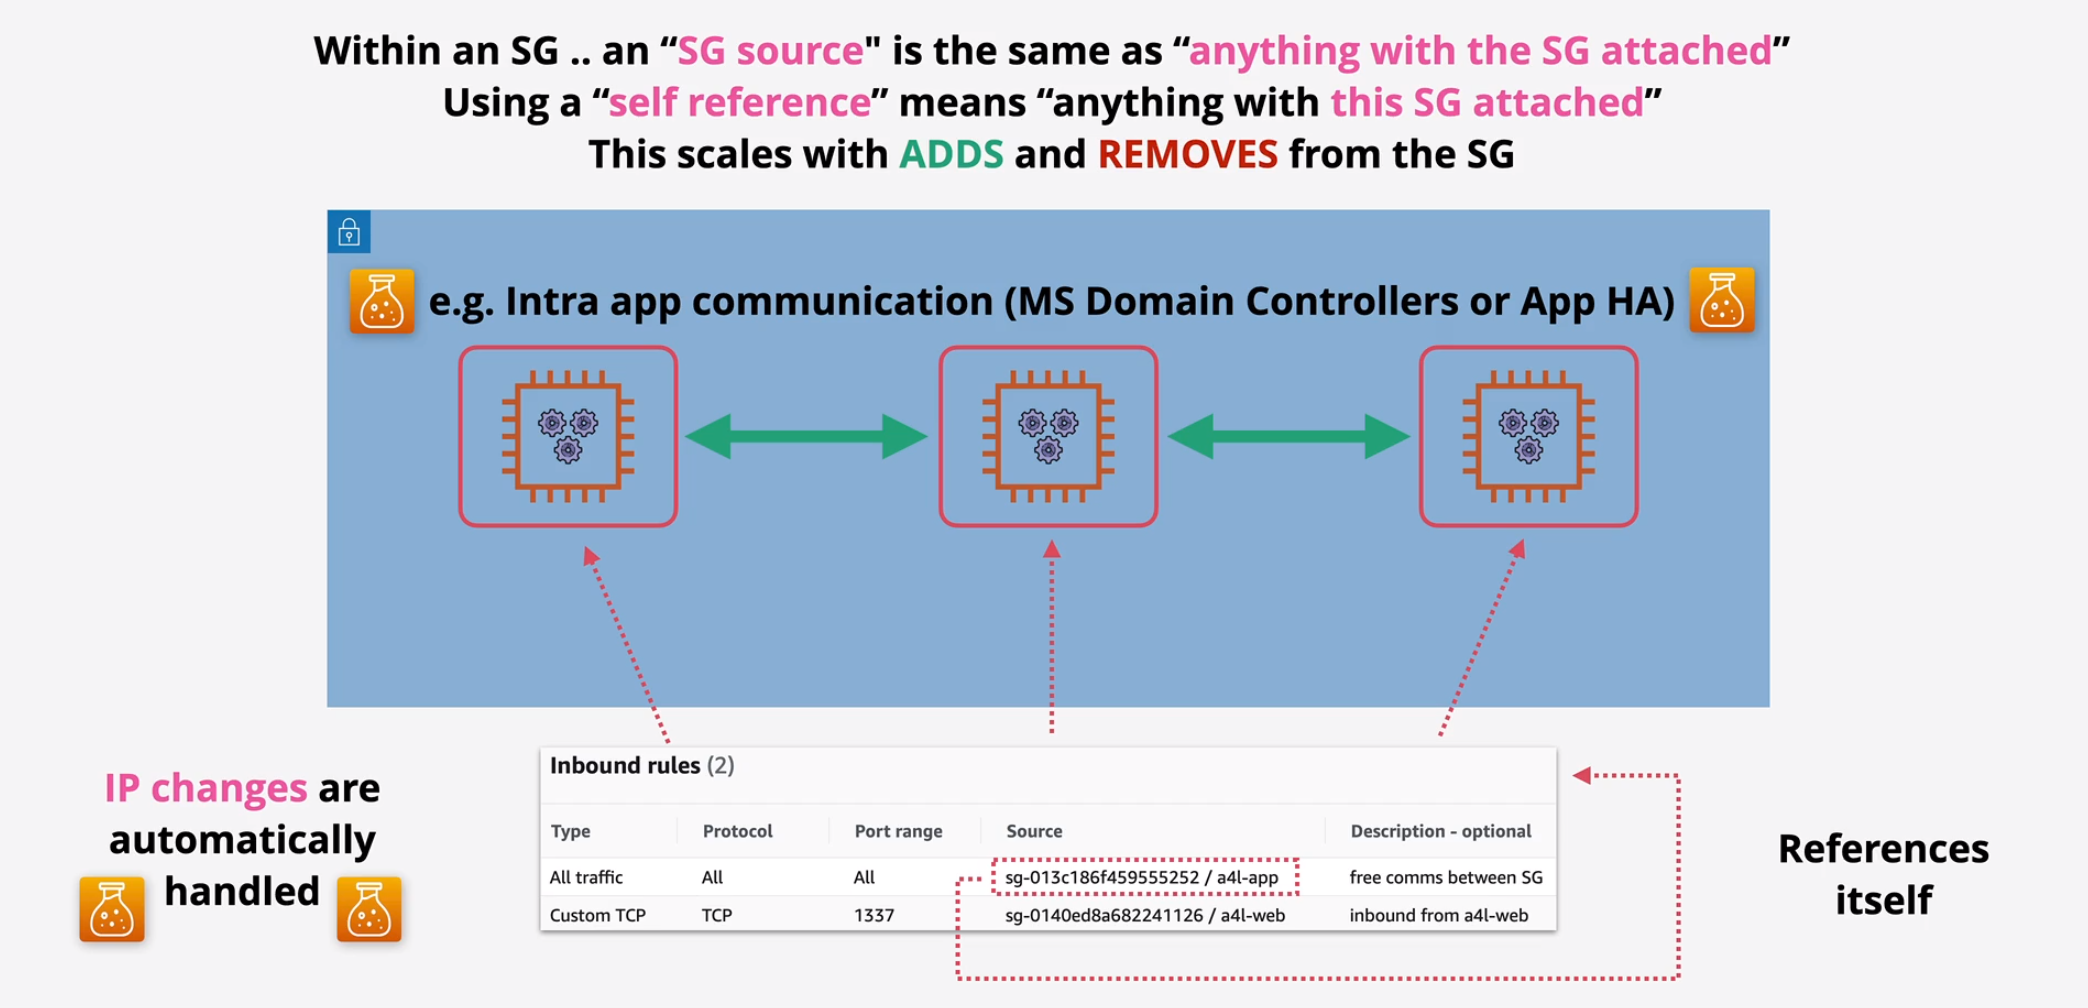 Within an SG .. an “SG source" is the same as “anything with the SG attached”
Using a “self reference” means “anything with this SG attached”
This scales with ADDS and REMOVES from the SG
e.g. Intra app communication (MS Domain Controllers or App HA)
IP changes are
automatically
handled
Inbound rules (2)
Type Protocol Port range Source Description - optional
All traffic All All sg-013c186f459555252 / a4l-app free comms between SG
Custom TCP TCP 1337 sg-0140ed8a682241126 / a4l-web inbound from a4l-web
References
itself